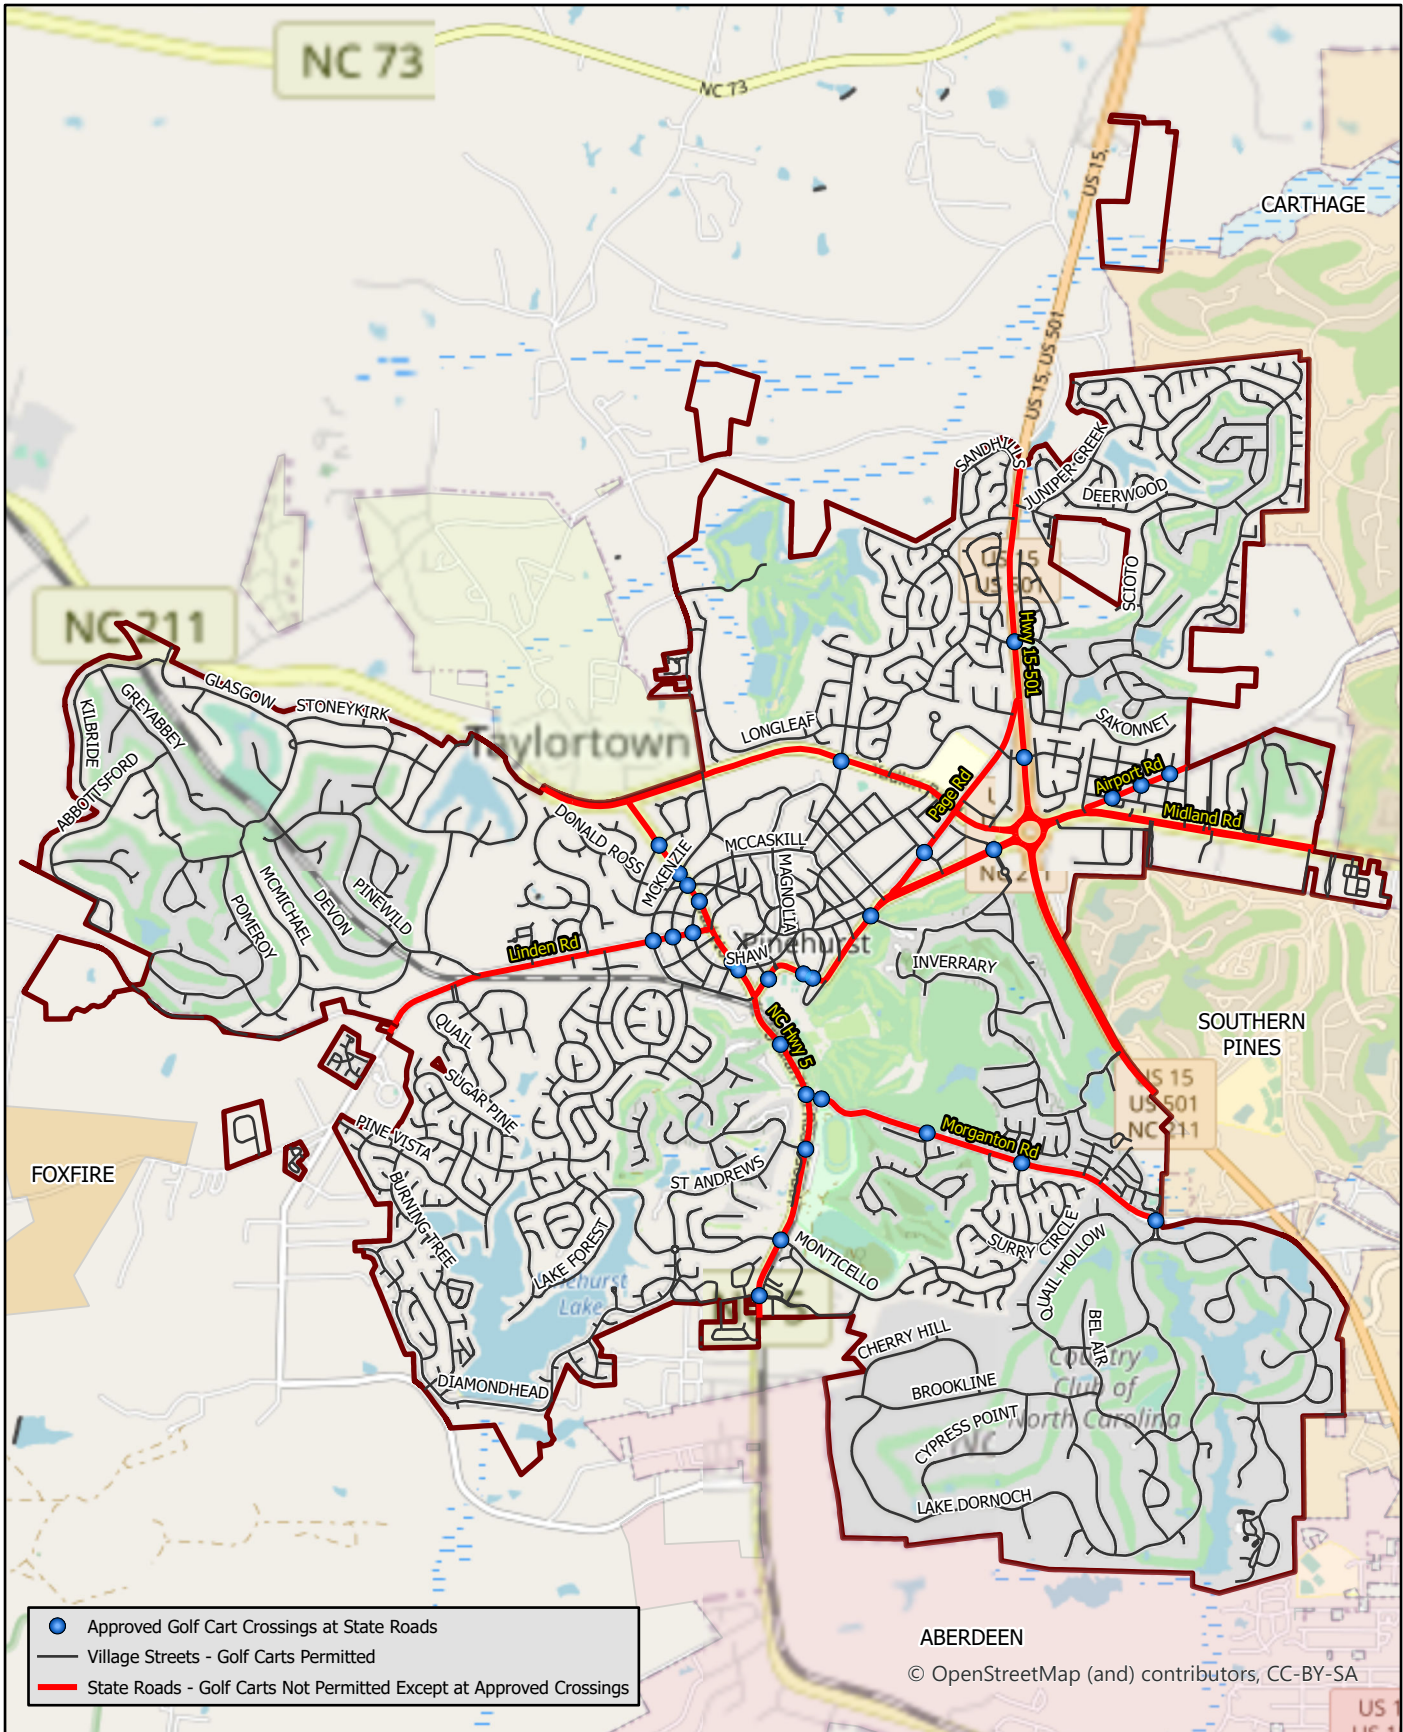 NC 73
NC 73
US 15,
CARTHAGE
US 15, US 501
SANDHILLS
JUNIPER CREEK
DEERWOOD
US 15
US 501
SCIOTO
NC 211
Hwy 15-501
GLASGOW
STONEYKIRK
KILBRIDE
GREYABBEY
Taylortown
LONGLEAF
SAKONNET
ABBOTTSFORD
Page Rd
Airport Rd
Midland Rd
DONALD ROSS
MCKENZIE
MCCASKILL
MAGNOLIA
PINEWILD
DEVON
MCMICHAEL
POMEROY
Linden Rd
SHAW
Pinehurst
INVERRARY
QUAIL
NC Hwy 5
SOUTHERN
PINES
SUGAR PINE
US 15
US 501
NC 211
PINE VISTA
Morganton Rd
FOXFIRE
ST ANDREWS
BURNING TREE
LAKE FOREST
MONTICELLO
SURRY CIRCLE
QUAIL HOLLOW
Pinehurst
Lake
BEL AIR
CHERRY HILL
Country
Club of
North Carolina
DIAMONDHEAD
BROOKLINE
CYPRESS POINT
LAKE DORNOCH
ABERDEEN
© OpenStreetMap (and) contributors, CC-BY-SA
Approved Golf Cart Crossings at State Roads
Village Streets - Golf Carts Permitted
State Roads - Golf Carts Not Permitted Except at Approved Crossings
US 1